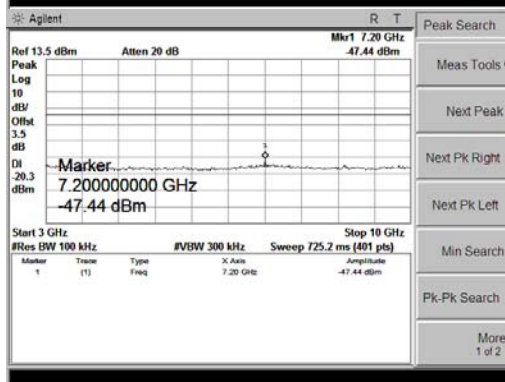 Agilent R T
Mkr1 7.20 GHz
Ref 13.5 dBm Atten 20 dB -47.44 dBm
Peak
Log
10
dB/
Offst
3.5
dB
DI
-20.3
dBm
1
Marker
7.200000000 GHz
-47.44 dBm
Start 3 GHz Stop 10 GHz
#Res BW 100 kHz #VBW 300 kHz Sweep 725.2 ms (401 pts)
Marker Trace Type X Axis Amplitude
1 (1) Freq 7.20 GHz -47.44 dBm
Peak Search
Meas Tools
Next Peak
Next Pk Right
Next Pk Left
Min Search
Pk-Pk Search
More
1 of 2